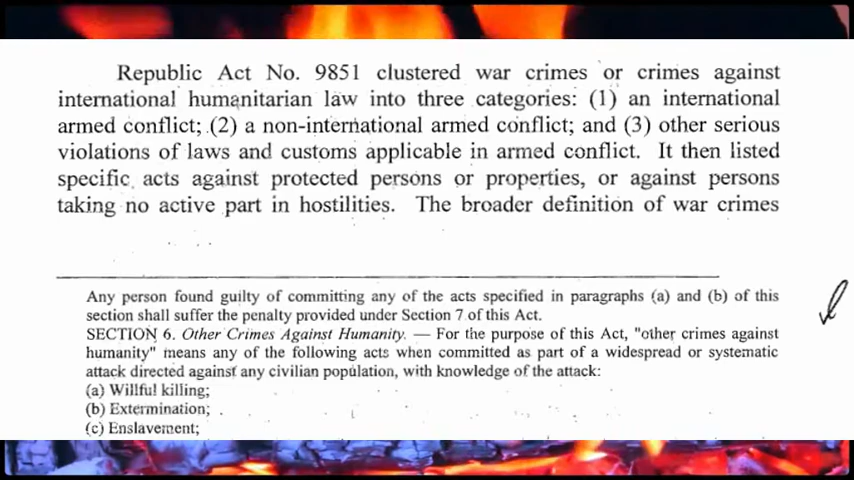 Republic Act No. 9851 clustered war crimes or crimes against
international humanitarian law into three categories: (1) an international
armed conflict; (2) a non-international armed conflict; and (3) other serious
violations of laws and customs applicable in armed conflict. It then listed
specific acts against protected persons or properties, or against persons
taking no active part in hostilities. The broader definition of war crimes
Any person found guilty of committing any of the acts specified in paragraphs (a) and (b) of this
section shall suffer the penalty provided under Section 7 of this Act.
SECTION 6. Other Crimes Against Humanity. — For the purpose of this Act, "other crimes against
humanity" means any of the following acts when committed as part of a widespread or systematic
attack directed against any civilian population, with knowledge of the attack:
(a) Willful killing;
(b) Extermination;
(c) Enslavement;